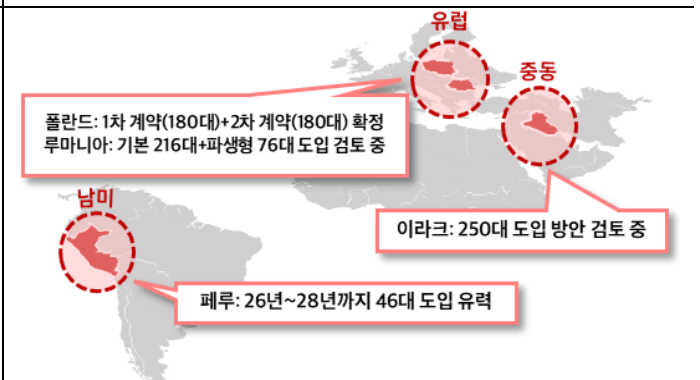 유럽
중동
폴란드: 1차 계약(180대)+2차 계약(180대) 확정
루마니아: 기본 216대+파생형 76대 도입 검토 중
남미
이라크: 250대 도입 방안 검토 중
페루: 26년~28년까지 46대 도입 유력